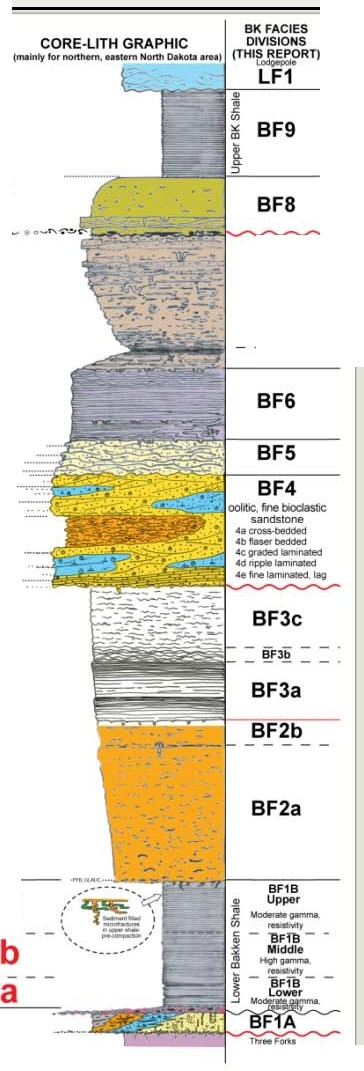 BK FACIES
DIVISIONS
(THIS REPORT)
CORE-LITH GRAPHIC
(mainly for northern, eastern North Dakota area)
Lodgepole
LF1
Upper BK Shale
BF9
BF8
BF6
BF5
BF4
oolitic, fine bioclastic
sandstone
4a cross-bedded
4b flaser bedded
4c graded laminated
4d ripple laminated
4e fine laminated, lag
BF3c
BF3b
BF3a
BF2b
BF2a
PYR, GLAUC.
Sediment filled
microfractures
in upper shale
pre-compaction
Lower Bakken Shale
BF1B
Upper
Moderate gamma,
resistivity
b
BF1B
Middle
High gamma,
resistivity
a
BF1B
Lower
Moderate gamma,
resistivity
BF1A
Three Forks